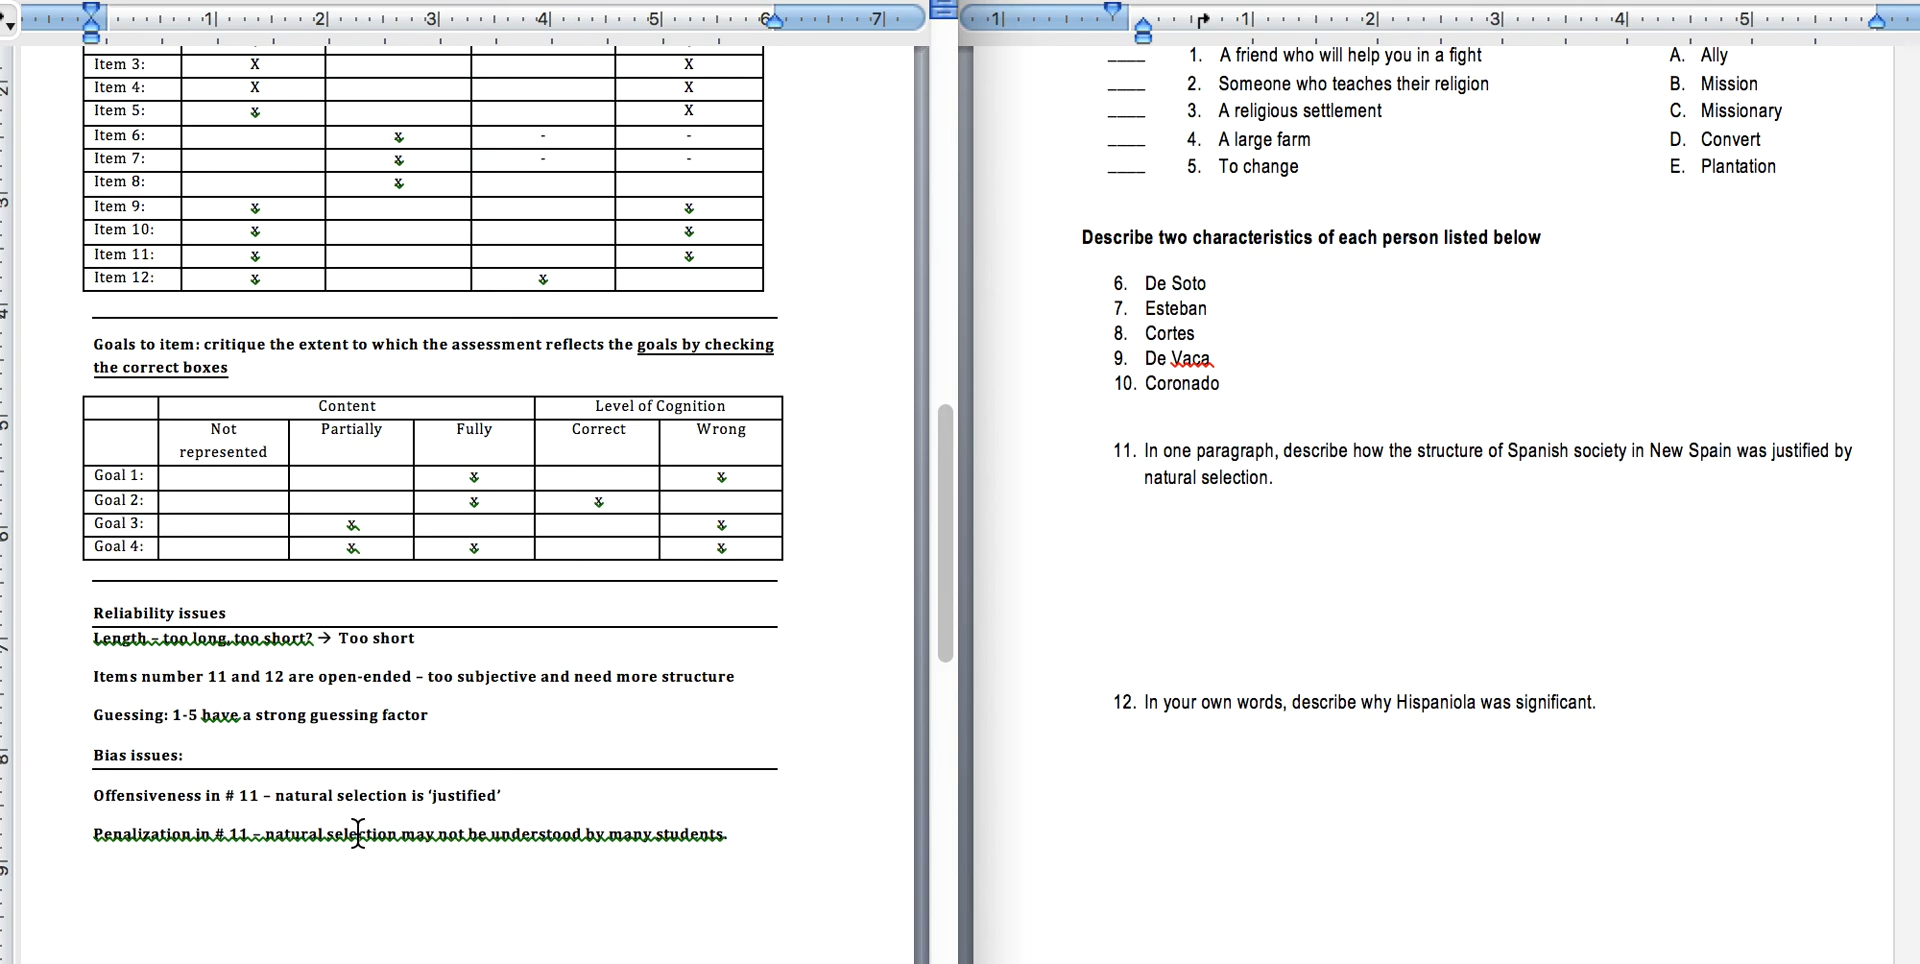 Item 3: X X
Item 4: X X
Item 5: x X
Item 6: x - -
Item 7: x - -
Item 8: x
Item 9: x x
Item 10: x x
Item 11: x x
Item 12: x x
Goals to item: critique the extent to which the assessment reflects the goals by checking
the correct boxes
Content Level of Cognition
Not Partially Fully Correct Wrong
represented
Goal 1: x x
Goal 2: x x
Goal 3: x x
Goal 4: x x x
Reliability issues
Length – too long, too short? → Too short
Items number 11 and 12 are open-ended – too subjective and need more structure
Guessing: 1-5 have a strong guessing factor
Bias issues:
Offensiveness in # 11 – natural selection is ‘justified’
Penalization in # 11 – natural selection may not be understood by many students.
____ 1. A friend who will help you in a fight A. Ally
____ 2. Someone who teaches their religion B. Mission
____ 3. A religious settlement C. Missionary
____ 4. A large farm D. Convert
____ 5. To change E. Plantation
Describe two characteristics of each person listed below
6. De Soto
7. Esteban
8. Cortes
9. De Vaca
10. Coronado
11. In one paragraph, describe how the structure of Spanish society in New Spain was justified by
natural selection.
12. In your own words, describe why Hispaniola was significant.